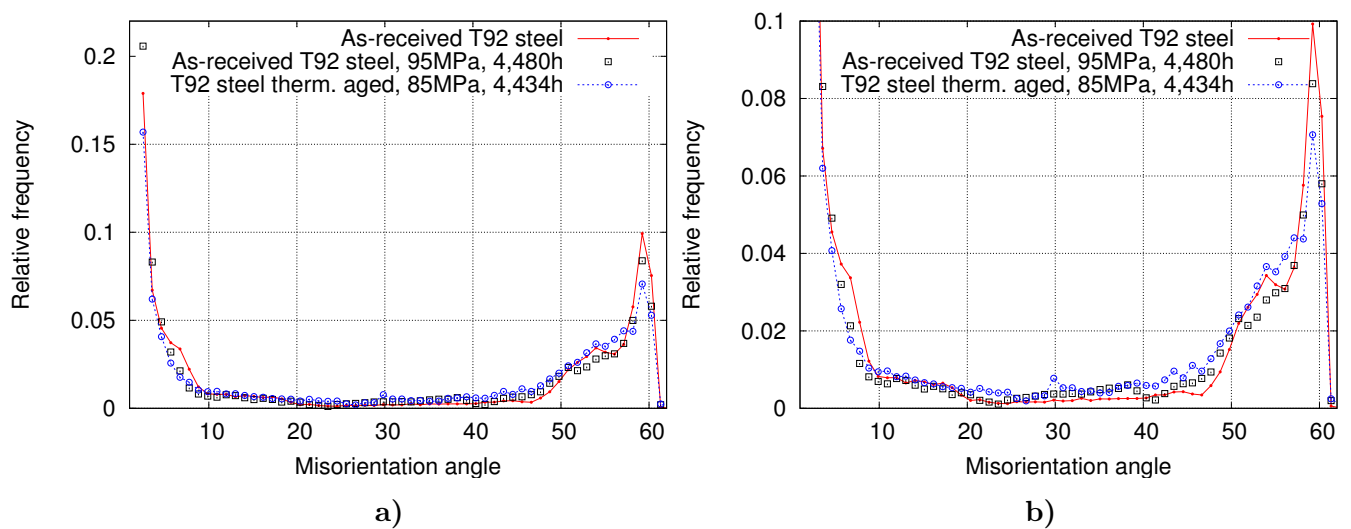 As-received T92 steel
As-received T92 steel, 95MPa, 4,480h
T92 steel therm. aged, 85MPa, 4,434h
0.2
0.15
0.1
0.05
0
Relative frequency
10 20 30 40 50 60
Misorientation angle
a)
As-received T92 steel
As-received T92 steel, 95MPa, 4,480h
T92 steel therm. aged, 85MPa, 4,434h
0.1
0.08
0.06
0.04
0.02
0
Relative frequency
10 20 30 40 50 60
Misorientation angle
b)